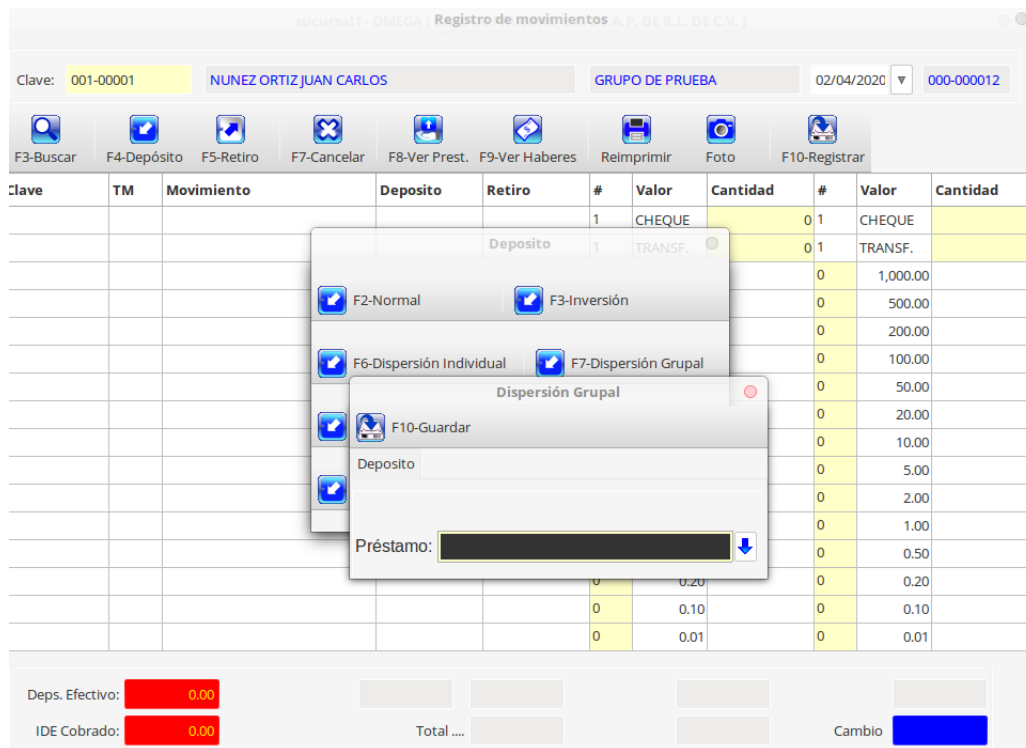 sucursal1 - OMEGA ( Registro de movimientos A.P. DE R.L. DE C.V. )
Clave: 001-00001 NUNEZ ORTIZ JUAN CARLOS GRUPO DE PRUEBA 02/04/2020 000-000012
F3-Buscar F4-Depósito F5-Retiro F7-Cancelar F8-Ver Prest. F9-Ver Haberes Reimprimir Foto F10-Registrar
Clave TM Movimiento Deposito Retiro # Valor Cantidad # Valor Cantidad
1 CHEQUE 0 1 CHEQUE
Deposito 1 TRANSF. 0 1 TRANSF.
0 1,000.00
F2-Normal F3-Inversión
0 500.00
0 200.00
F6-Dispersión Individual F7-Dispersión Grupal 0 100.00
Dispersión Grupal 0 50.00
0 20.00
F10-Guardar
0 10.00
Deposito 0 5.00
0 2.00
0 1.00
Préstamo: 0 0.50
0 0.20 0 0.20
0 0.10 0 0.10
0 0.01 0 0.01
Deps. Efectivo: 0.00
IDE Cobrado: 0.00 Total .... Cambio